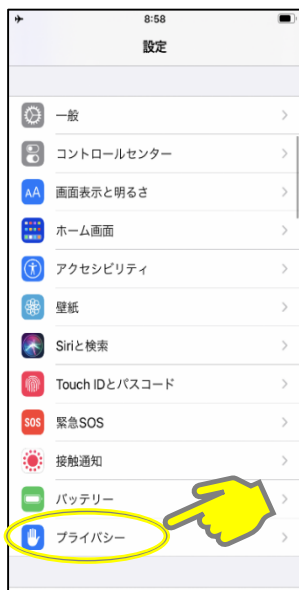 8:58
設定
一般
コントロールセンター
AA 画面表示と明るさ
ホーム画面
アクセシビリティ
壁紙
Siriと検索
Touch IDとパスコード
SOS 緊急SOS
接触通知
バッテリー
プライバシー